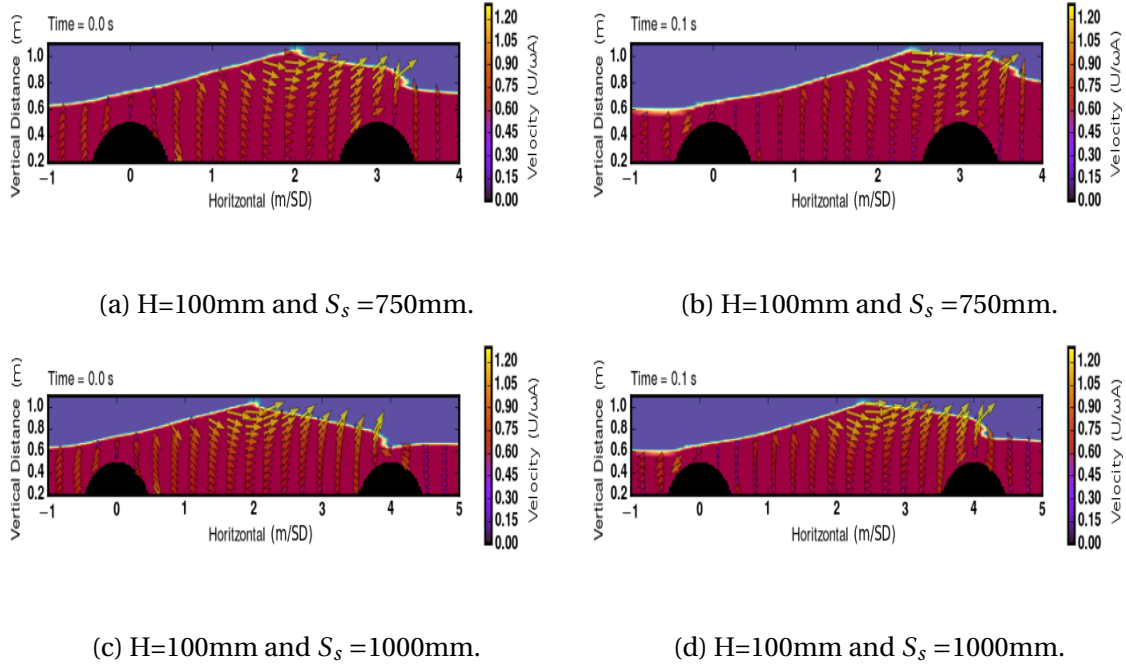 Time = 0.0 s
Vertical Distance (m)
1.0
0.8
0.6
0.4
0.2
−1 0 1 2 3 4
Horitzontal (m/SD)
1.20
1.05
0.90
0.75
0.60
0.45
0.30
0.15
0.00
Velocity (U/ωA)
(a) H=100mm and Sₛ =750mm.
Time = 0.1 s
Vertical Distance (m)
1.0
0.8
0.6
0.4
0.2
−1 0 1 2 3 4
Horitzontal (m/SD)
1.20
1.05
0.90
0.75
0.60
0.45
0.30
0.15
0.00
Velocity (U/ωA)
(b) H=100mm and Sₛ =750mm.
Time = 0.0 s
Vertical Distance (m)
1.0
0.8
0.6
0.4
0.2
−1 0 1 2 3 4 5
Horitzontal (m/SD)
1.20
1.05
0.90
0.75
0.60
0.45
0.30
0.15
0.00
Velocity (U/ωA)
(c) H=100mm and Sₛ =1000mm.
Time = 0.1 s
Vertical Distance (m)
1.0
0.8
0.6
0.4
0.2
−1 0 1 2 3 4 5
Horitzontal (m/SD)
1.20
1.05
0.90
0.75
0.60
0.45
0.30
0.15
0.00
Velocity (U/ωA)
(d) H=100mm and Sₛ =1000mm.